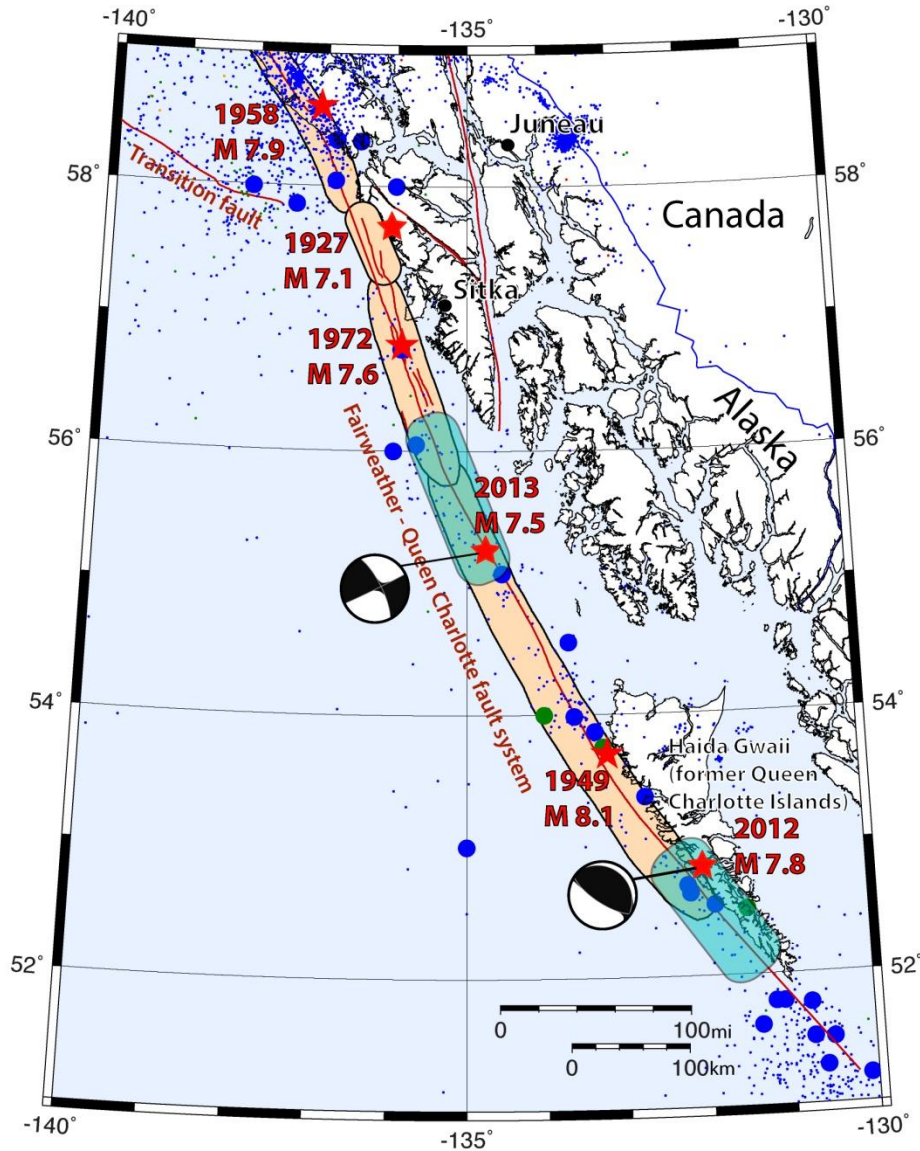 -140°
-135°
-130°
1958
M 7.9
Juneau
58°
58°
Transition fault
Canada
1927
M 7.1
Sitka
1972
M 7.6
Alaska
56°
56°
Fairweather - Queen Charlotte fault system
2013
M 7.5
54°
54°
Haida Gwaii
(former Queen
Charlotte Islands)
1949
M 8.1
2012
M 7.8
52°
52°
0 100mi
0 100km
-140°
-135°
-130°